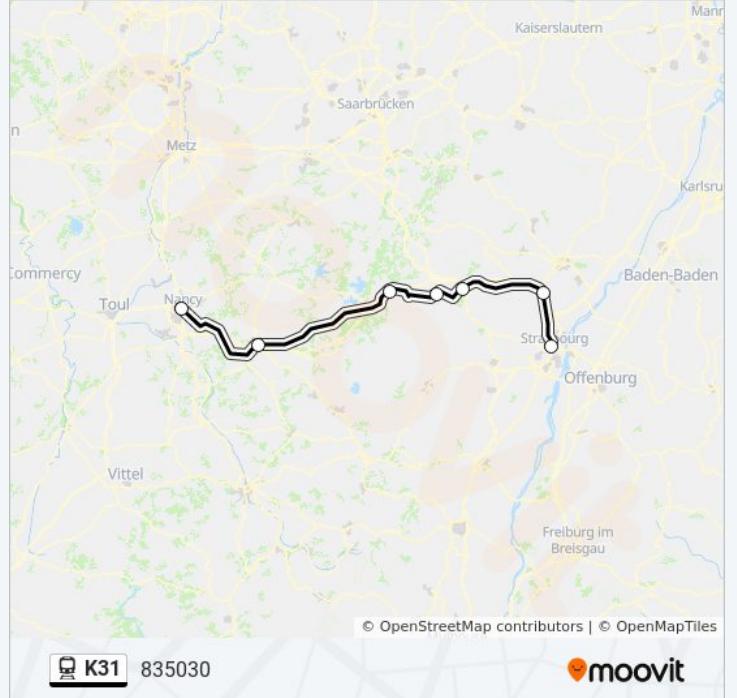 Mann
Kaiserslautern
Saarbrücken
n
Metz
Karlsru
Commercy
Baden-Baden
Toul
Nancy
Strasbourg
Offenburg
Vittel
Freiburg im
Breisgau
© OpenStreetMap contributors | © OpenMapTiles
K31 835030
moovit